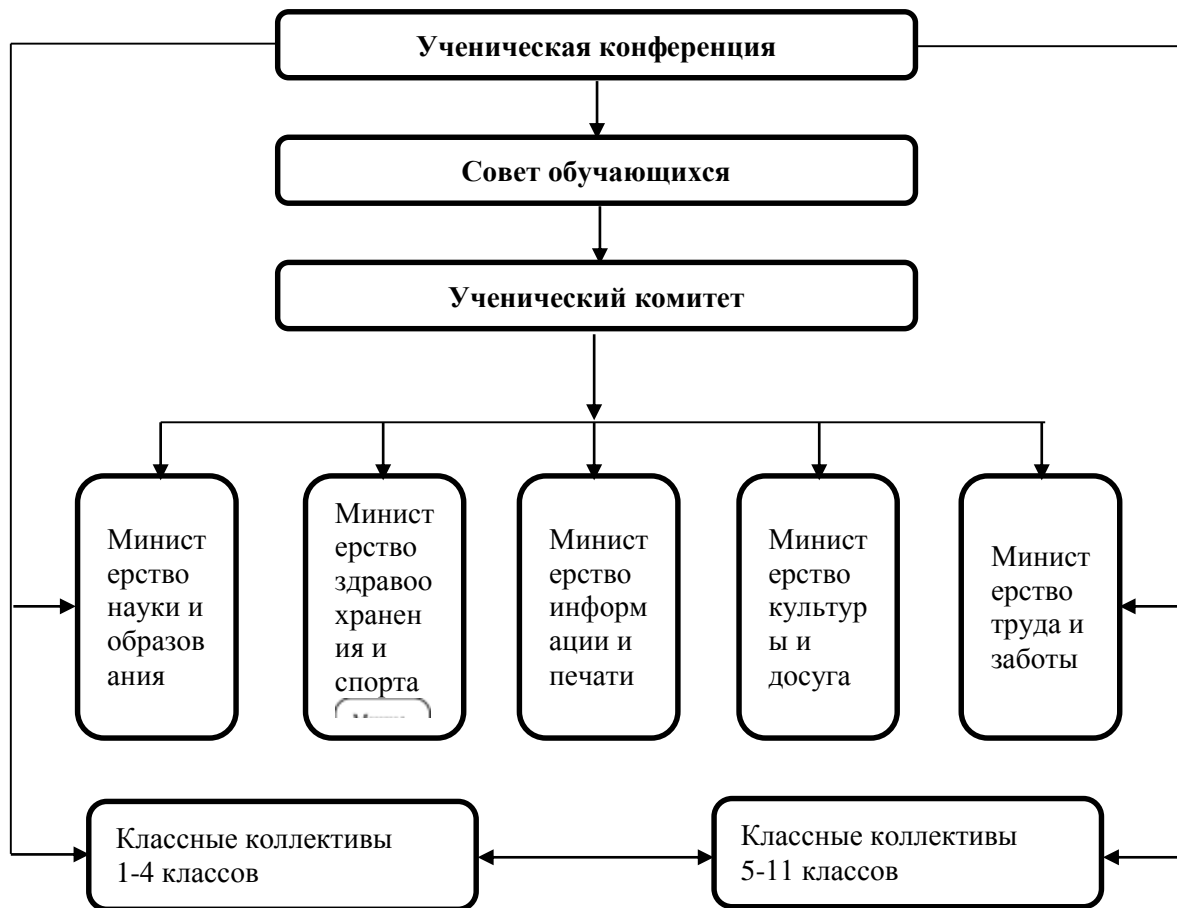 Ученическая конференция
Совет обучающихся
Ученический комитет
Минист
ерство
науки и
образов
ания
Минист
ерство
здравоо
хранен
ия и
спорта
Минист
ерство
информ
ации и
печати
Минист
ерство
культур
ы и
досуга
Минист
ерство
труда и
заботы
Классные коллективы
1-4 классов
Классные коллективы
5-11 классов